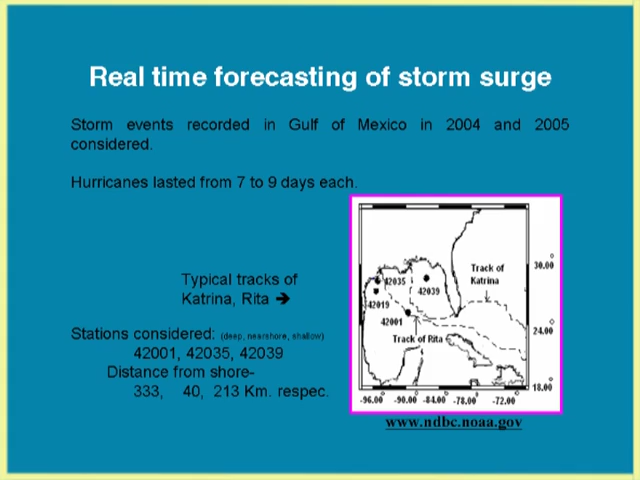 Real time forecasting of storm surge
Storm events recorded in Gulf of Mexico in 2004 and 2005
considered.
Hurricanes lasted from 7 to 9 days each.
Typical tracks of
Katrina, Rita ➔
Stations considered: (deep, nearshore, shallow)
42001, 42035, 42039
Distance from shore-
333, 40, 213 Km. respec.
Track of
Katrina
30.00°
42035
42039
42019
42001
24.00°
Track of Rita
18.00°
-96.00° -90.00° -84.00° -78.00° -72.00°
www.ndbc.noaa.gov